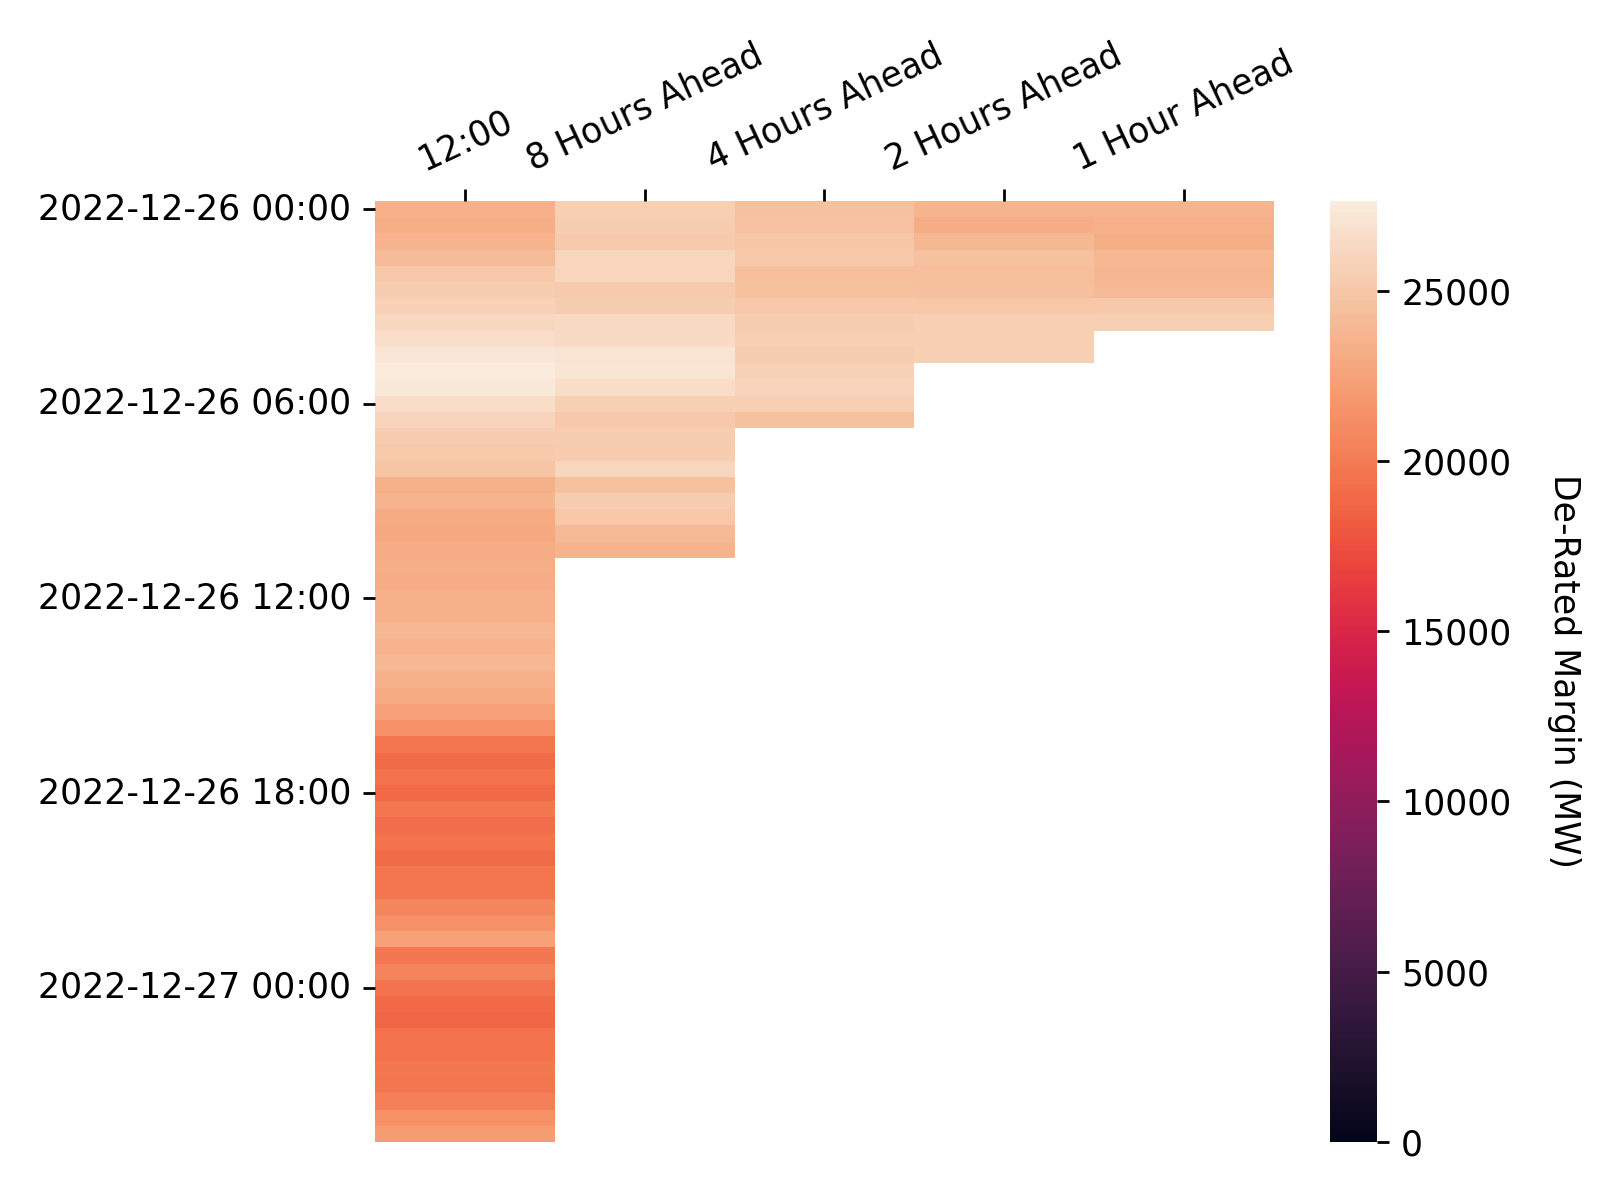 12:00
8 Hours Ahead
4 Hours Ahead
2 Hours Ahead
1 Hour Ahead
2022-12-26 00:00
2022-12-26 06:00
2022-12-26 12:00
2022-12-26 18:00
2022-12-27 00:00
25000
20000
15000
10000
5000
0
De-Rated Margin (MW)